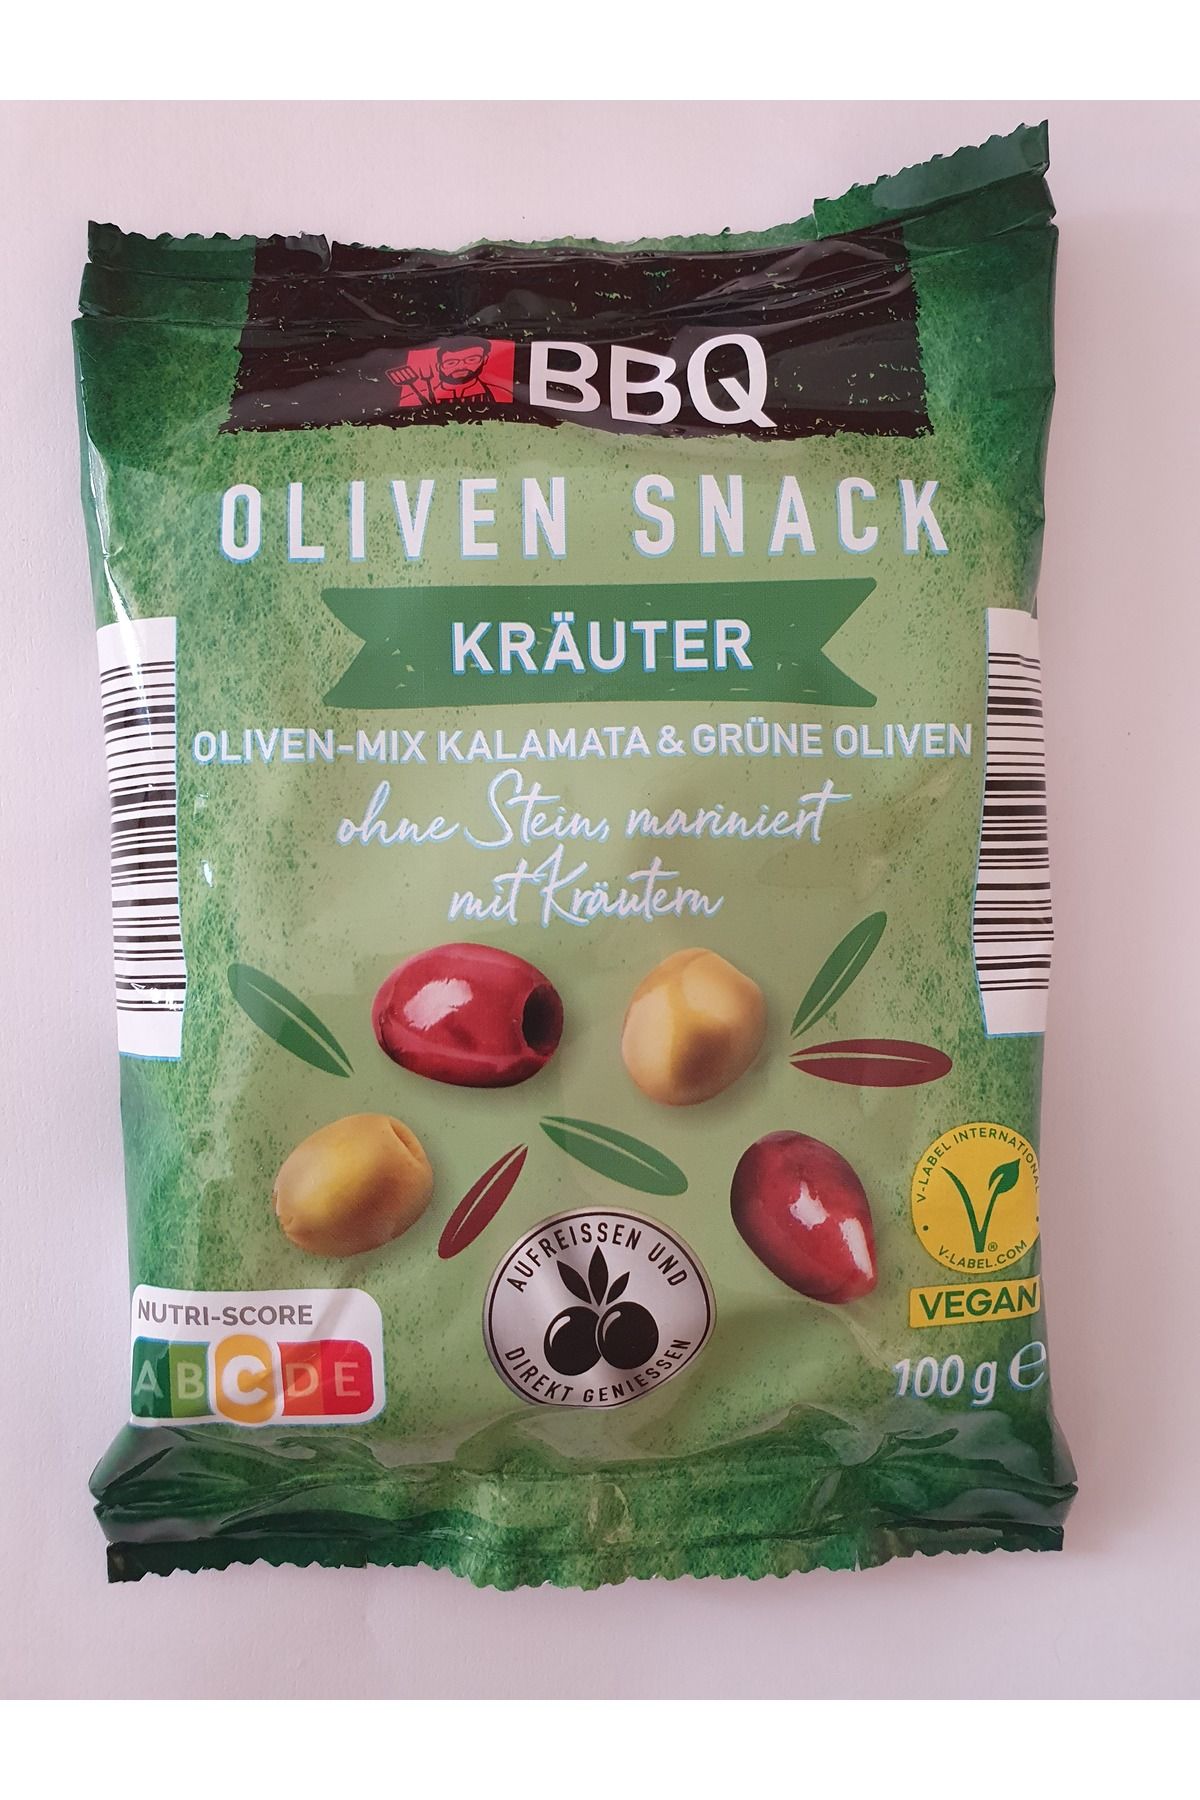 BBQ
OLIVEN SNACK
KRÄUTER
OLIVEN-MIX KALAMATA & GRÜNE OLIVEN
ohne Stein, mariniert
mit Kräutern
V-LABEL INTERNATIONAL
V-LABEL.COM
®
VEGAN
AUFREISSEN UND
DIREKT GENIESSEN
NUTRI-SCORE
A B C D E
100 g ℮